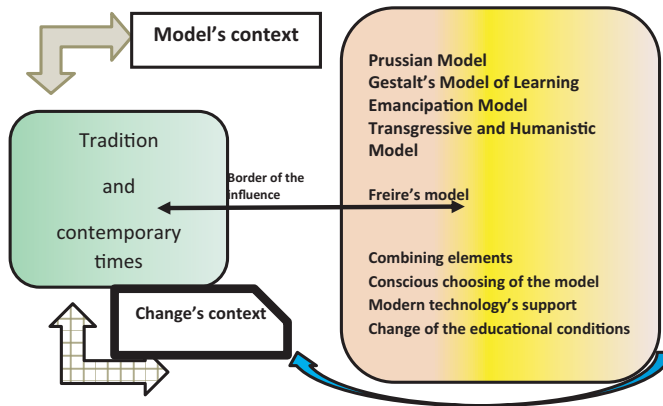 Model's context
Tradition
and
contemporary
times
Border of the
influence
Change's context
Prussian Model
Gestalt's Model of Learning
Emancipation Model
Transgressive and Humanistic
Model
Freire's model
Combining elements
Conscious choosing of the model
Modern technology's support
Change of the educational conditions